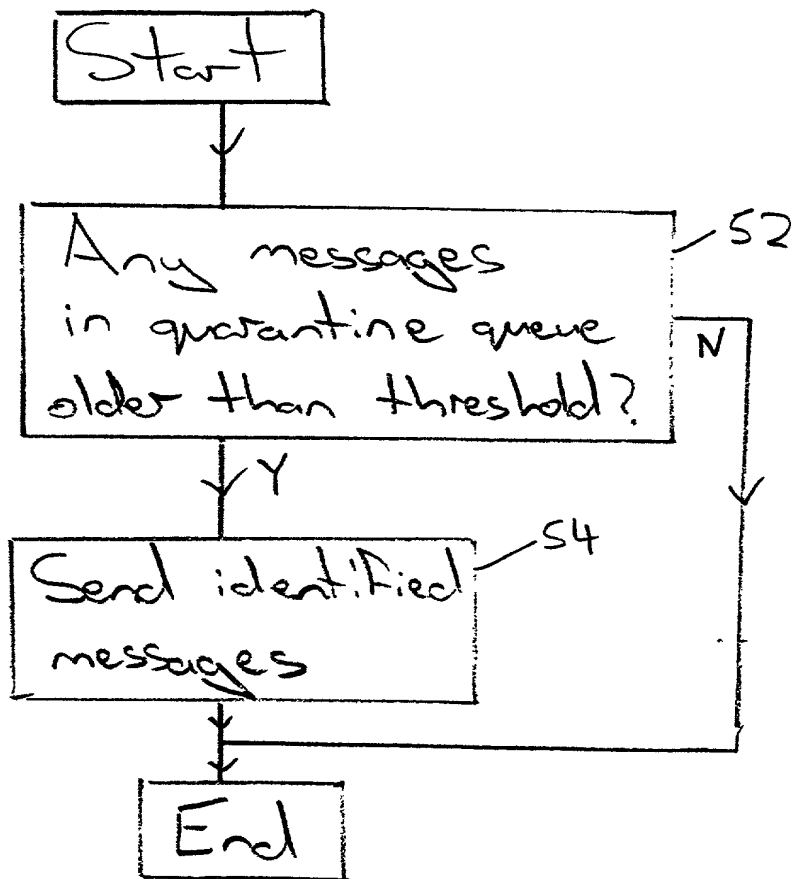 Start
Any messages
in quarantine queue
older than threshold?
52
N
Y
Send identified
messages
54
End